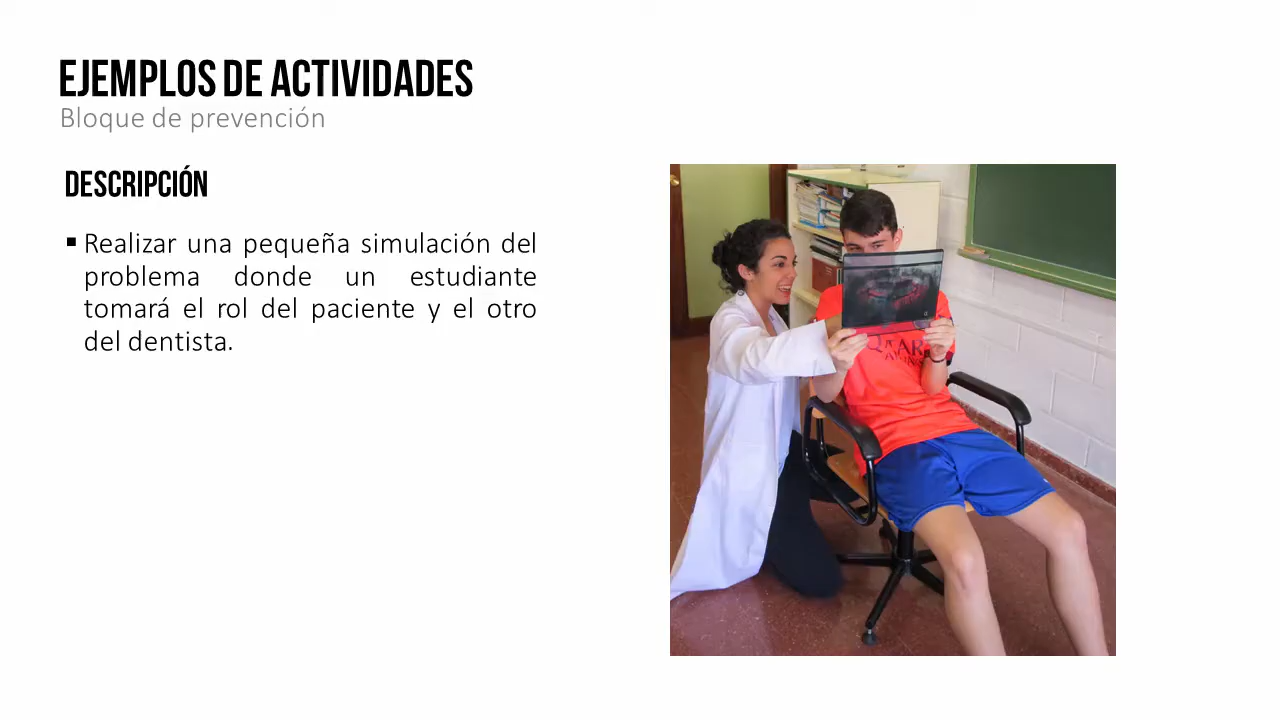 EJEMPLOS DE ACTIVIDADES
Bloque de prevención
DESCRIPCIÓN
▪ Realizar una pequeña simulación del
problema donde un estudiante
tomará el rol del paciente y el otro
del dentista.